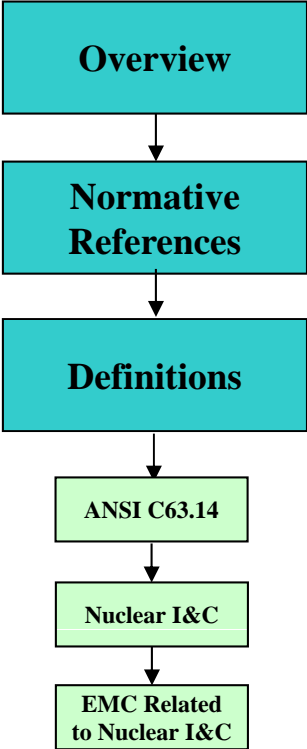 Overview
Normative
References
Definitions
ANSI C63.14
Nuclear I&C
EMC Related
to Nuclear I&C